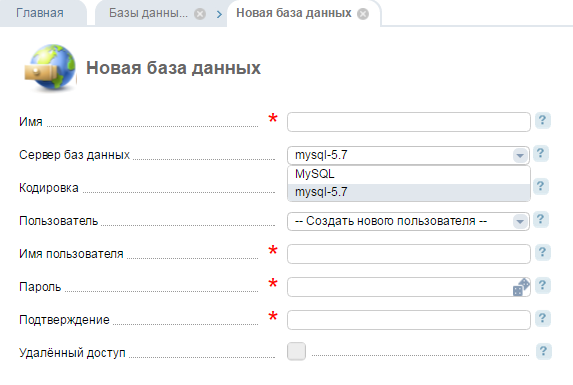 Главная
Базы данны...
Новая база данных
Новая база данных
Имя * ?
Сервер баз данных mysql-5.7 ?
MySQL
Кодировка mysql-5.7 ?
Пользователь -- Создать нового пользователя -- ?
Имя пользователя * ?
Пароль * ?
Подтверждение * ?
Удалённый доступ ?